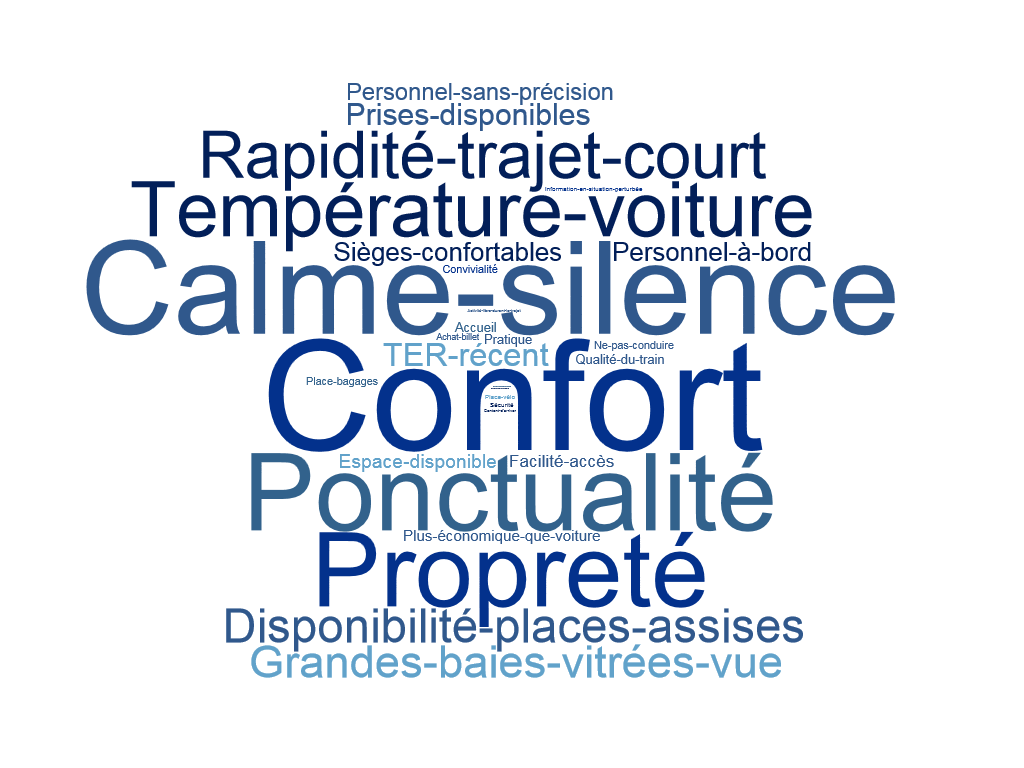 Personnel-sans-précision
Prises-disponibles
Rapidité-trajet-court
Information-en-situation-perturbée
Température-voiture
Sièges-confortables Personnel-à-bord
Convivialité
Calme-silence
Accueil
Achat-billet Pratique
Ne-pas-conduire
TER-récent
Qualité-du-train
Place-bagages
Confort
Place-vélo
Sécurité
Espace-disponible Facilité-accès
Ponctualité
Plus-économique-que-voiture
Propreté
Disponibilité-places-assises
Grandes-baies-vitrées-vue